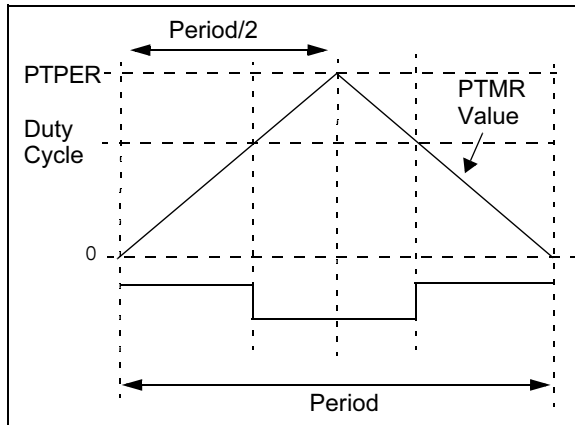 Period/2
PTPER
PTMR
Value
Duty
Cycle
0
Period